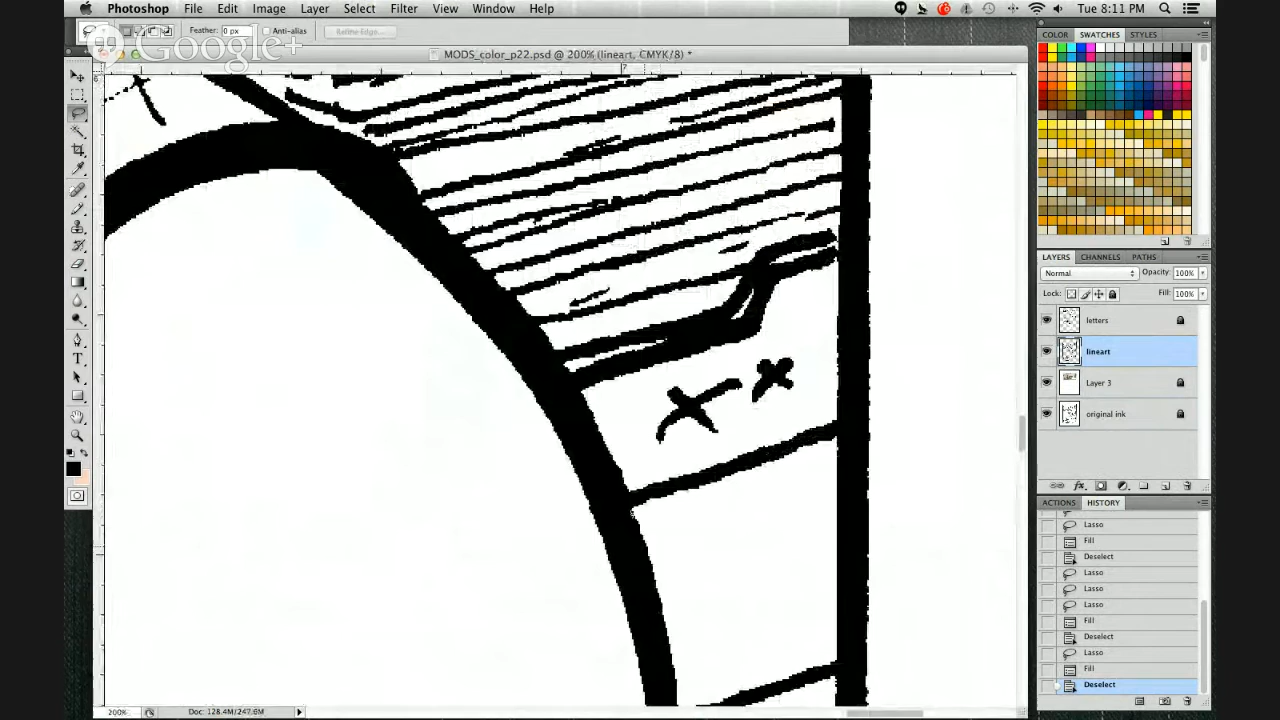 Photoshop File Edit Image Layer Select Filter View Window Help Tue 8:11 PM
Feather: 0 px Anti-alias Refine Edge...
Google+
MODS_color_p22.psd @ 200% (lineart, CMYK/8) *
COLOR SWATCHES STYLES
LAYERS CHANNELS PATHS
Normal Opacity: 100%
Lock: Fill: 100%
letters
lineart
Layer 3
original ink
ACTIONS HISTORY
Lasso
Fill
Deselect
Lasso
Lasso
Lasso
Fill
Deselect
Lasso
Fill
Deselect
200% Doc: 128.4M/247.6M